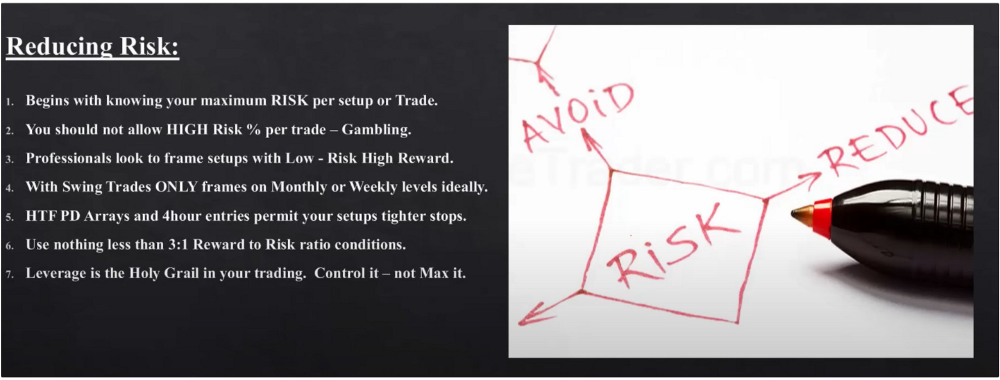 Reducing Risk:
1. Begins with knowing your maximum RISK per setup or Trade.
2. You should not allow HIGH Risk % per trade – Gambling.
3. Professionals look to frame setups with Low - Risk High Reward.
4. With Swing Trades ONLY frames on Monthly or Weekly levels ideally.
5. HTF PD Arrays and 4hour entries permit your setups tighter stops.
6. Use nothing less than 3:1 Reward to Risk ratio conditions.
7. Leverage is the Holy Grail in your trading.  Control it – not Max it.
AVOiD
REDUCE
RiSK